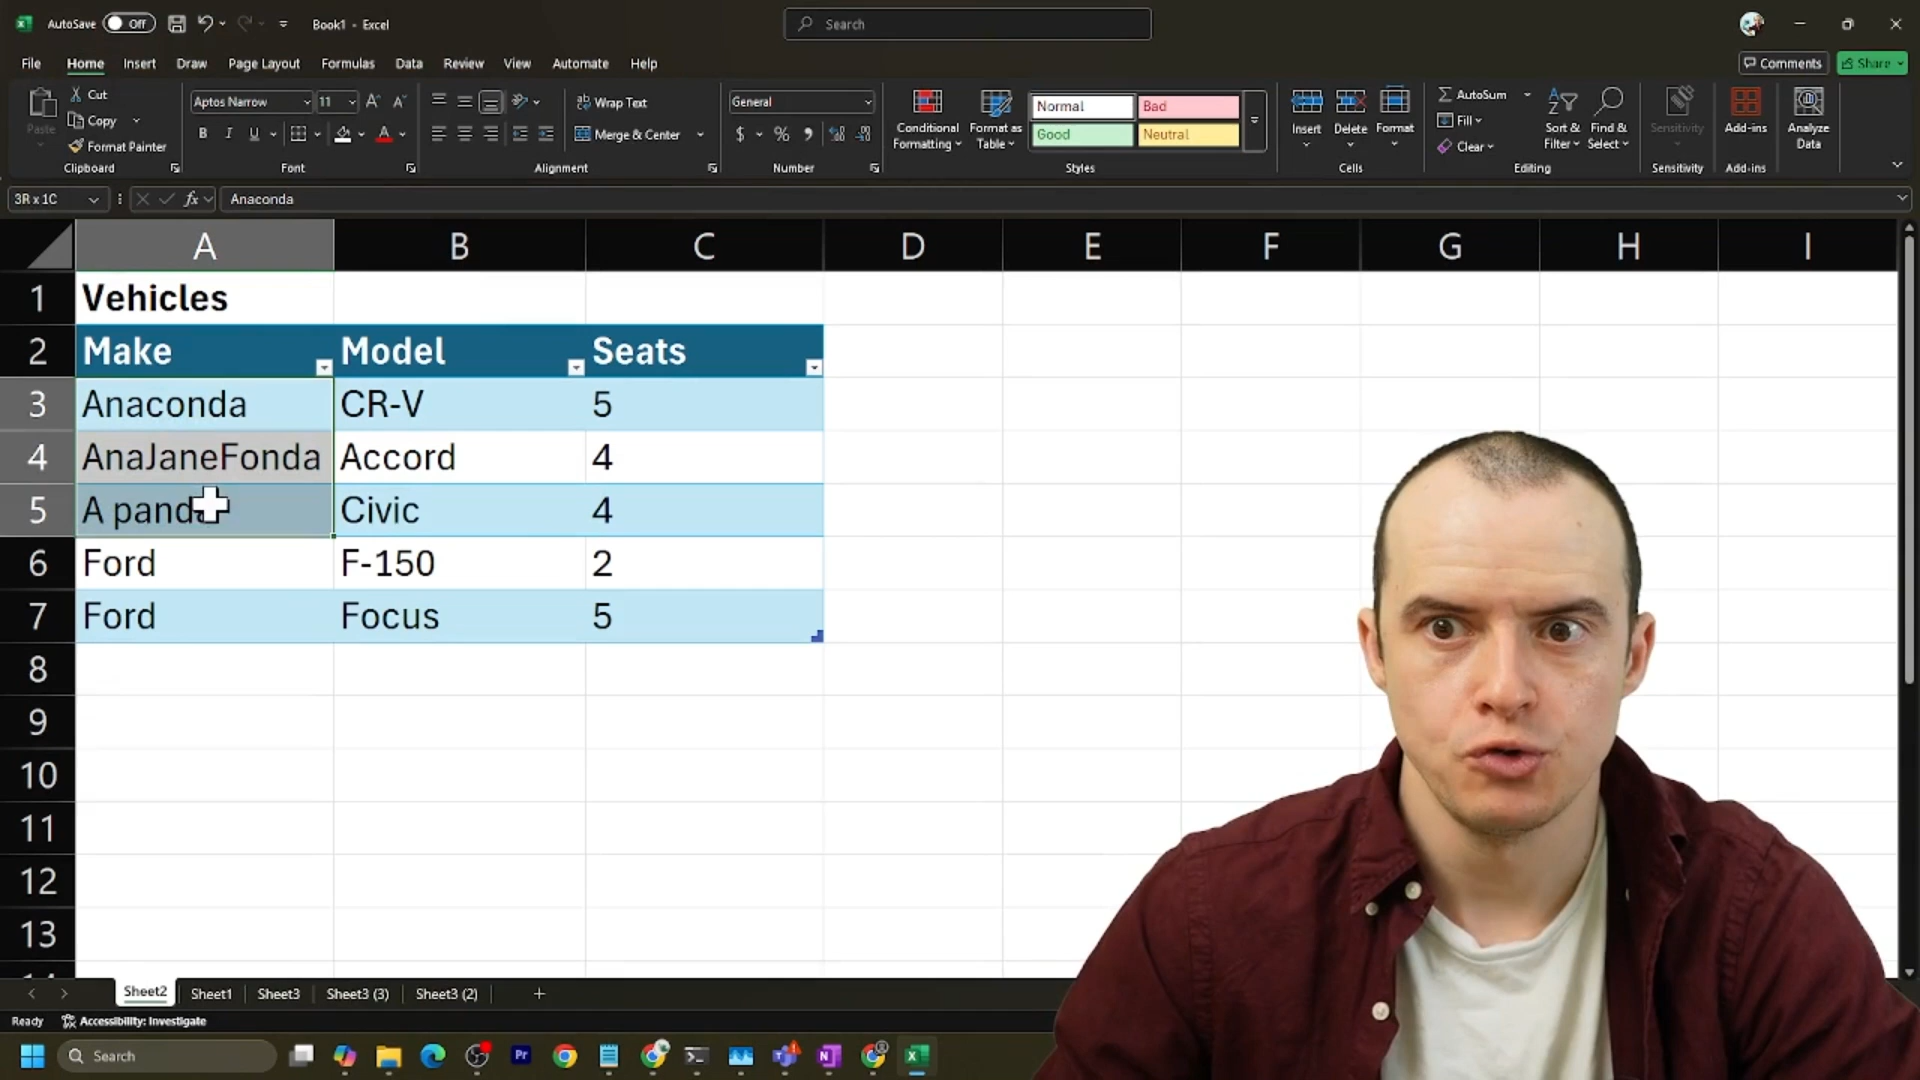 AutoSave Off Book1 - Excel Search
File Home Insert Draw Page Layout Formulas Data Review View Automate Help Comments Share
Paste Cut Copy Format Painter Clipboard
Aptos Narrow 11 B I U Font
Wrap Text Merge & Center Alignment
General $ % Number
Conditional Formatting Format as Table Normal Bad Good Neutral Styles
Insert Delete Format Cells
AutoSum Fill Clear Sort & Filter Find & Select Editing
Sensitivity Sensitivity
Add-ins Add-ins
Analyze Data
3R x 1C fx Anaconda
A B C D E F G H I
1 Vehicles
2 Make Model Seats
3 Anaconda CR-V 5
4 AnaJaneFonda Accord 4
5 A panda Civic 4
6 Ford F-150 2
7 Ford Focus 5
8
9
10
11
12
13
Sheet2 Sheet1 Sheet3 Sheet3 (3) Sheet3 (2)
Ready Accessibility: Investigate
Search